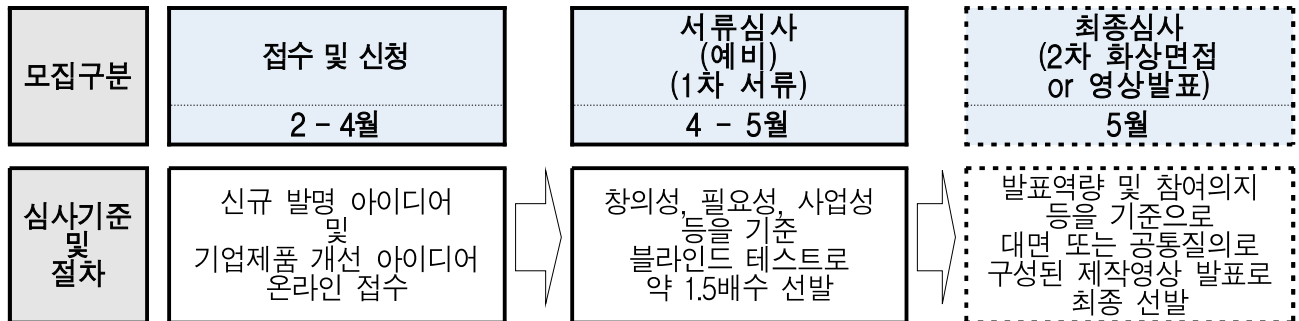 모집구분
접수 및 신청
2 – 4월
서류심사
(예비)
(1차 서류)
4 – 5월
최종심사
(2차 화상면접
or 영상발표)
5월
심사기준
및
절차
신규 발명 아이디어
및
기업제품 개선 아이디어
온라인 접수
창의성, 필요성, 사업성
등을 기준
블라인드 테스트로
약 1.5배수 선발
발표역량 및 참여의지
등을 기준으로
대면 또는 공통질의로
구성된 제작영상 발표로
최종 선발